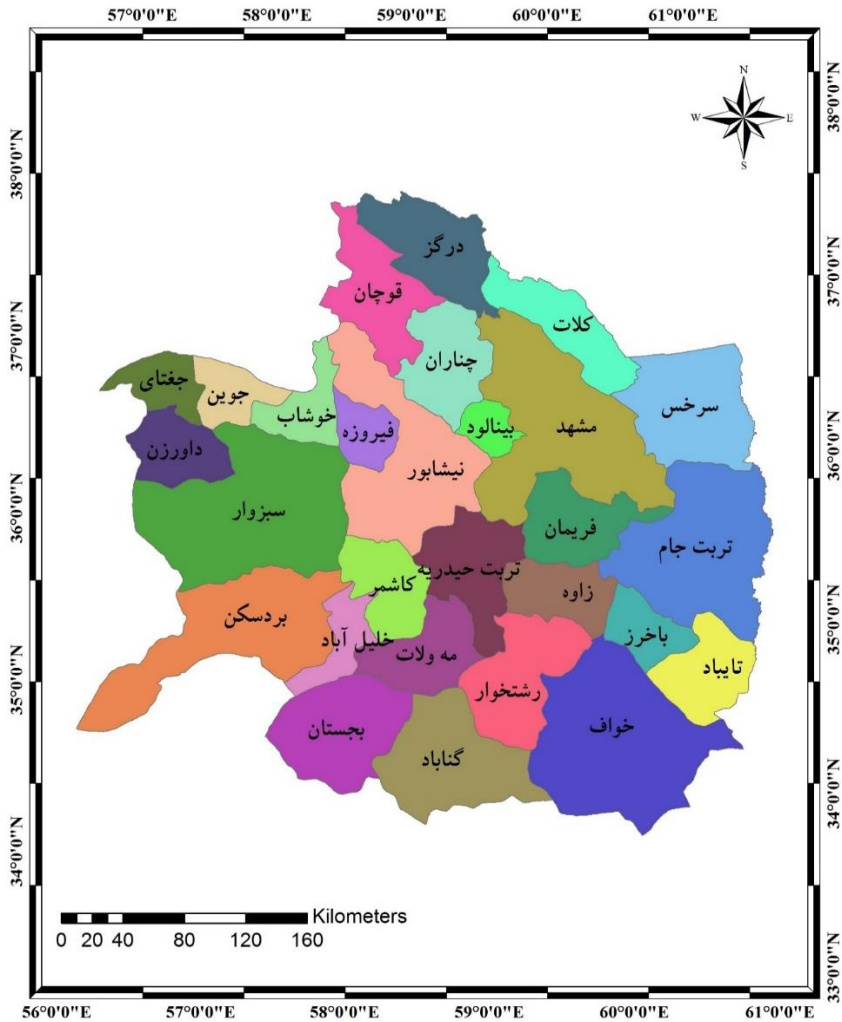 57°0'0"E 58°0'0"E 59°0'0"E 60°0'0"E 61°0'0"E
38°0'0"N
37°0'0"N
36°0'0"N
36°0'0"N
35°0'0"N
35°0'0"N
34°0'0"N
38°0'0"N
37°0'0"N
36°0'0"N
35°0'0"N
34°0'0"N
33°0'0"N
N
W E
S
درگز
قوچان
کلات
چناران
جغتای
جوین
خوشاب
سرخس
داورزن
فیروزه
بینالود
مشهد
نیشابور
سبزوار
فریمان
تربت جام
تربت حیدریه
کاشمر
زاوه
بردسکن
باخرز
خلیل آباد
مه ولات
تایباد
رشتخوار
بجستان
خواف
گناباد
Kilometers
0 20 40 80 120 160
56°0'0"E 57°0'0"E 58°0'0"E 59°0'0"E 60°0'0"E 61°0'0"E